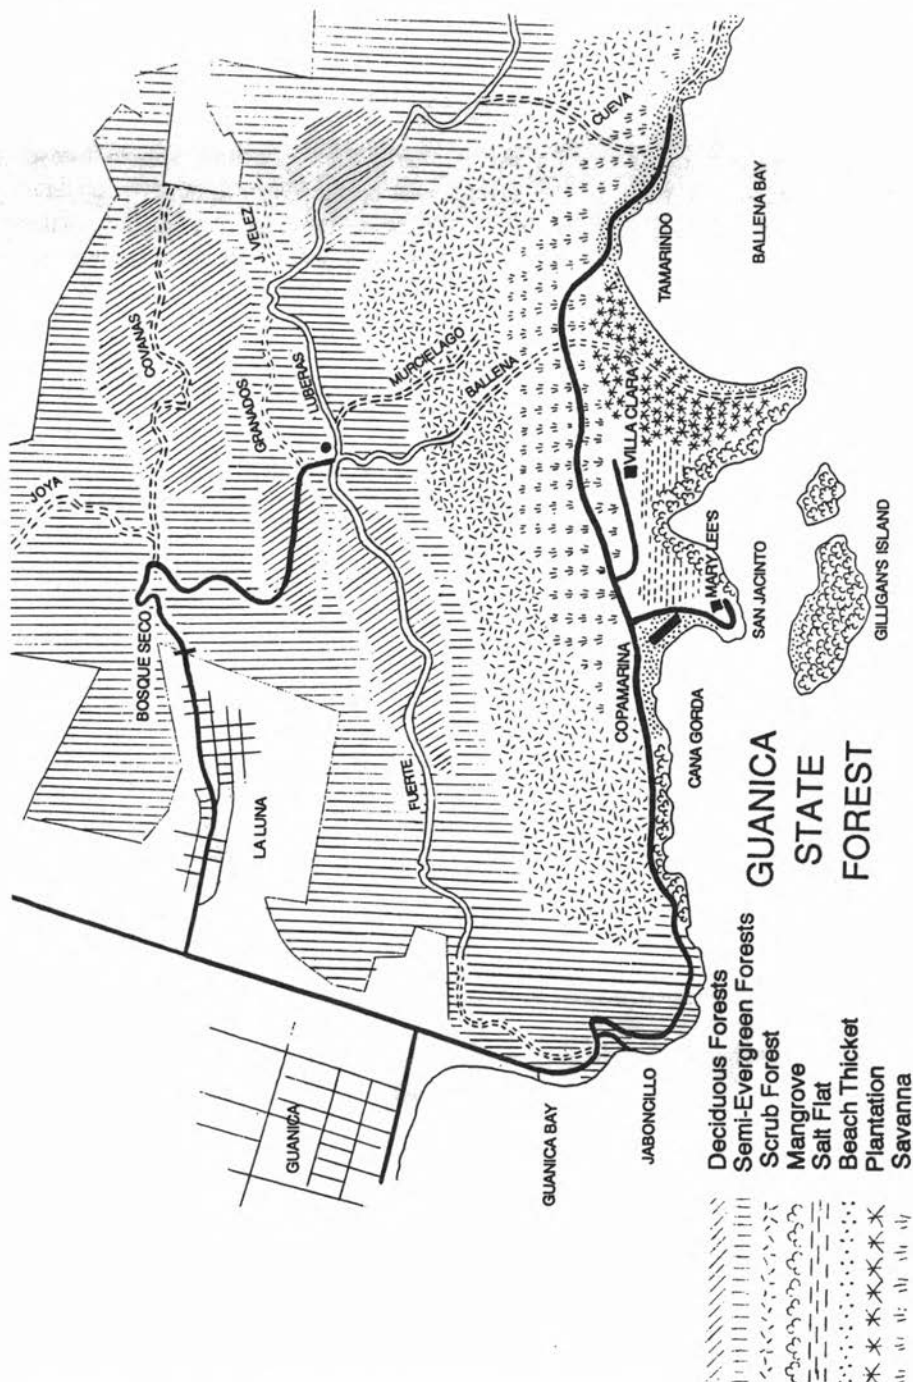 CUEVA
J. VELEZ
COVANAS
TAMARINDO
BALLENA BAY
LUBERAS
MURCIELAGO
BALLENA
GRANADOS
VILLA CLARA
JOYA
MARY LEES
SAN JACINTO
GILLIGAN'S ISLAND
BOSQUE SECO
COPAMARINA
CANA GORDA
FUERTE
LA LUNA
GUANICA
STATE
FOREST
GUANICA
GUANICA BAY
JABONCILLO
Deciduous Forests
Semi-Evergreen Forests
Scrub Forest
Mangrove
Salt Flat
Beach Thicket
Plantation
Savanna